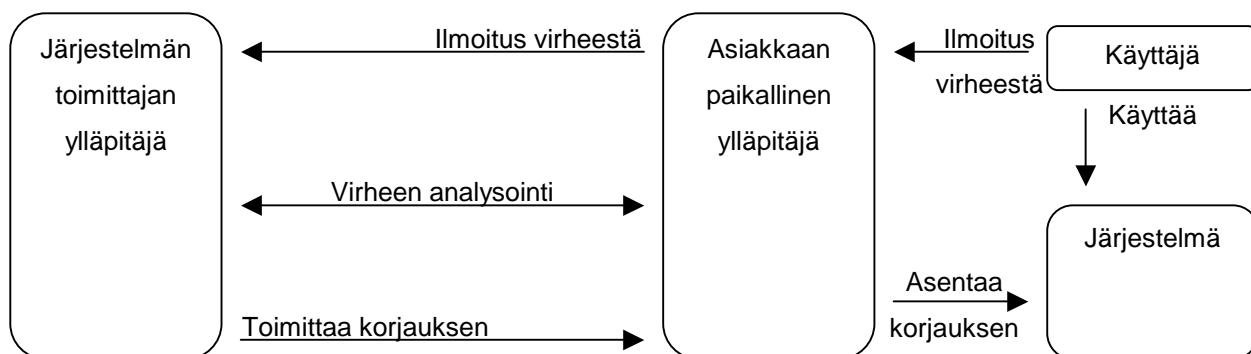 Järjestelmän
toimittajan
ylläpitäjä
Ilmoitus virheestä
Virheen analysointi
Toimittaa korjauksen
Asiakkaan
paikallinen
ylläpitäjä
Ilmoitus
virheestä
Käyttäjä
Käyttää
Järjestelmä
Asentaa
korjauksen